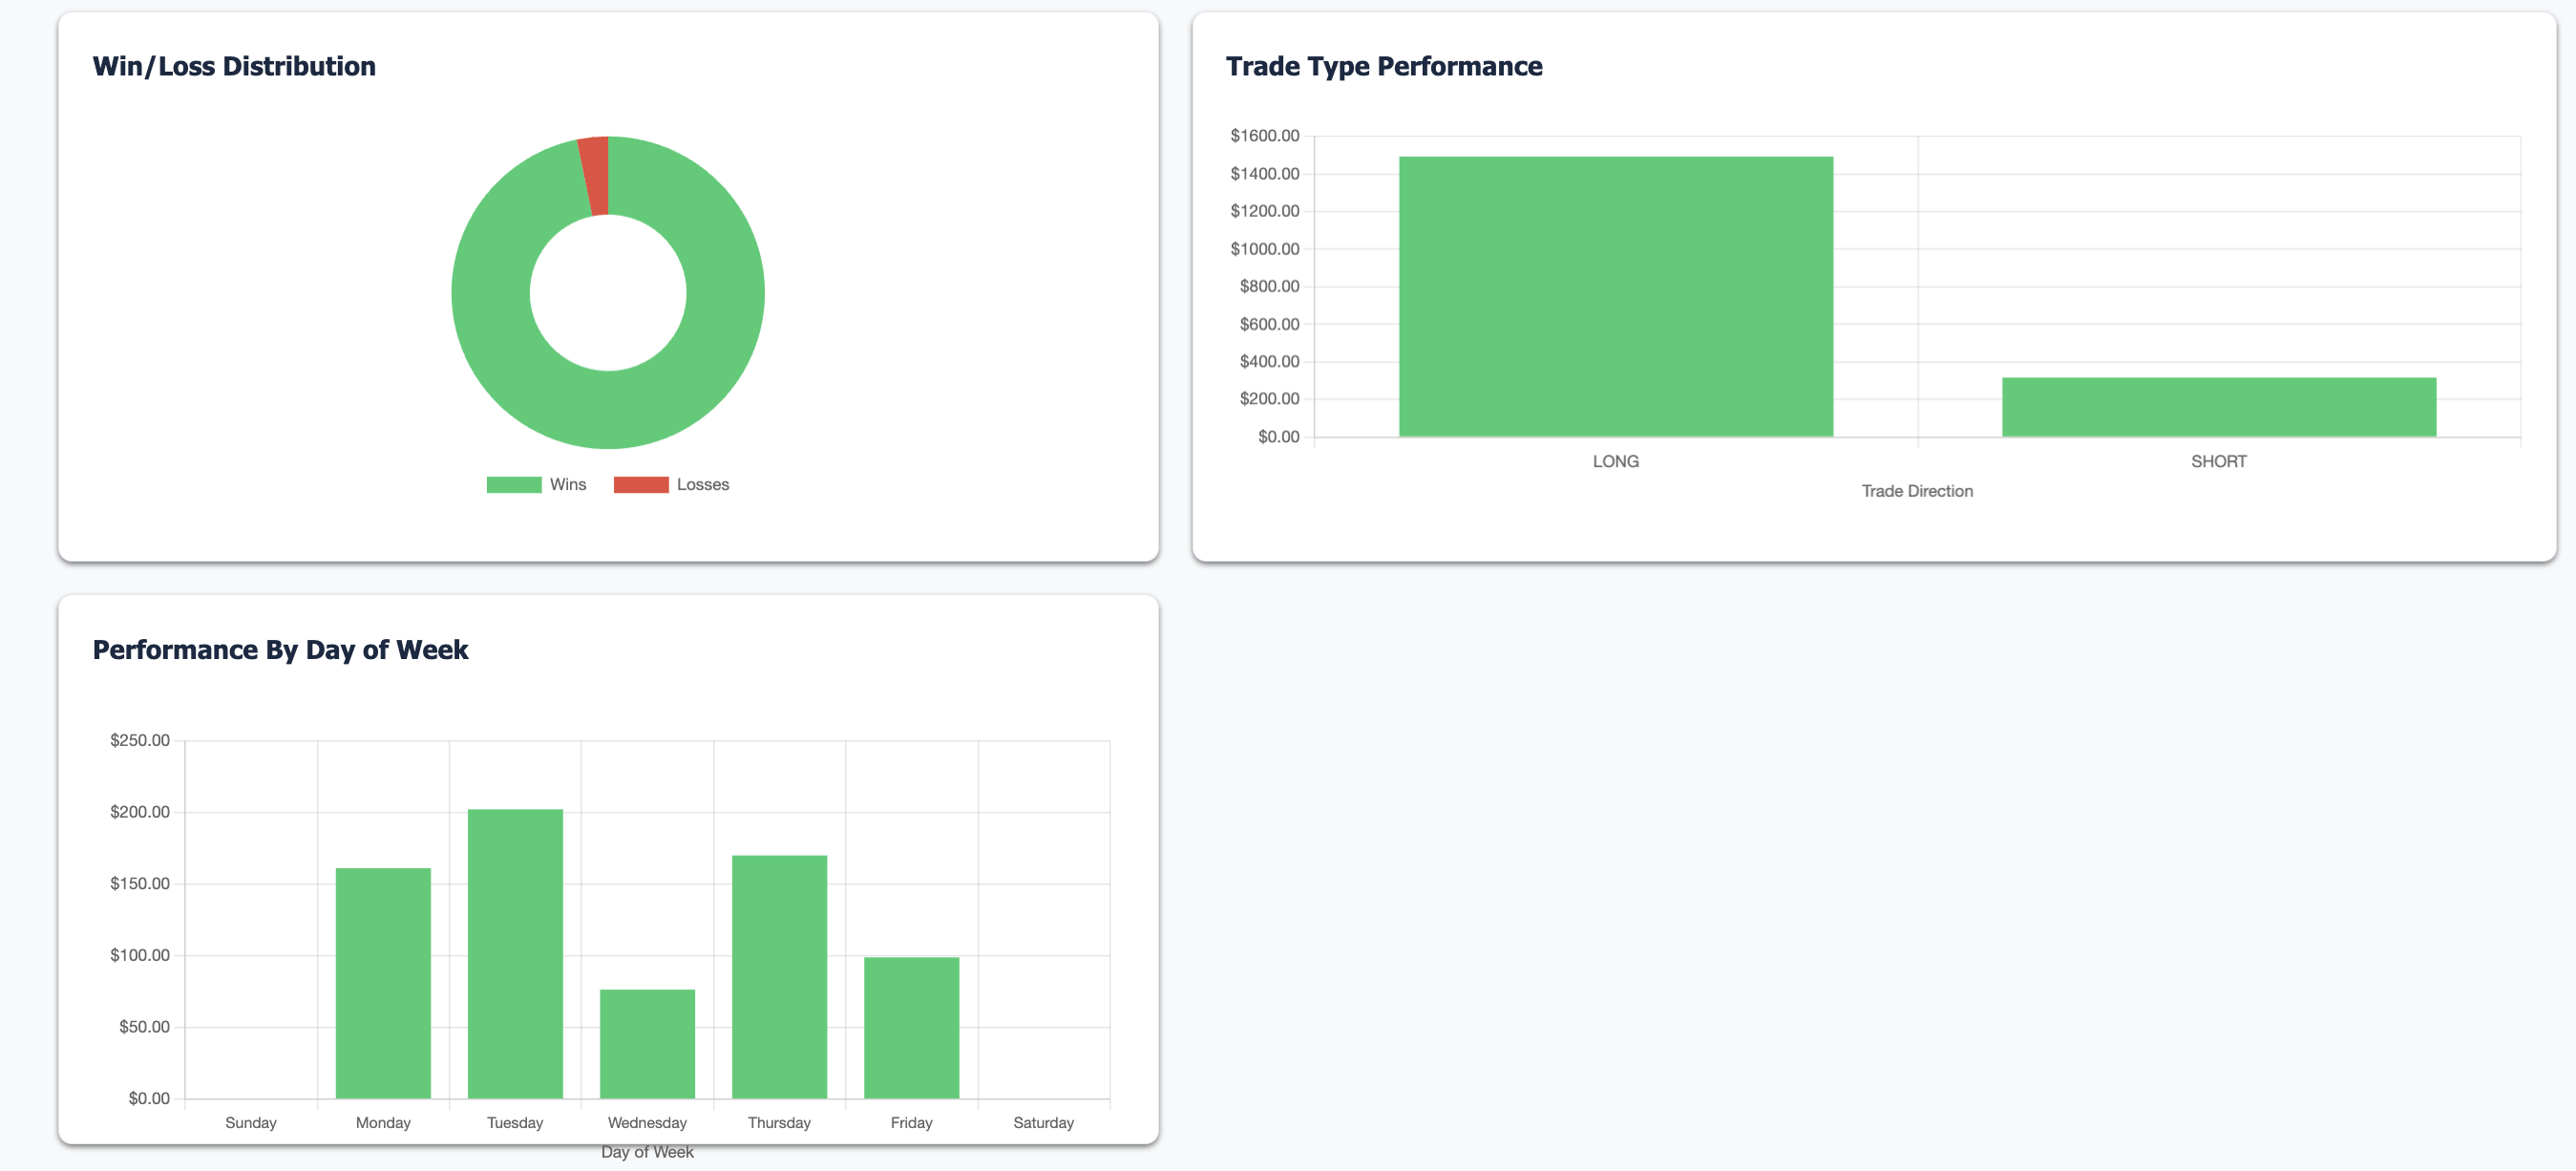 Win/Loss Distribution
Wins
Losses
Trade Type Performance
$1600.00
$1400.00
$1200.00
$1000.00
$800.00
$600.00
$400.00
$200.00
$0.00
LONG SHORT
Trade Direction
Performance By Day of Week
$250.00
$200.00
$150.00
$100.00
$50.00
$0.00
Sunday Monday Tuesday Wednesday Thursday Friday Saturday
Day of Week